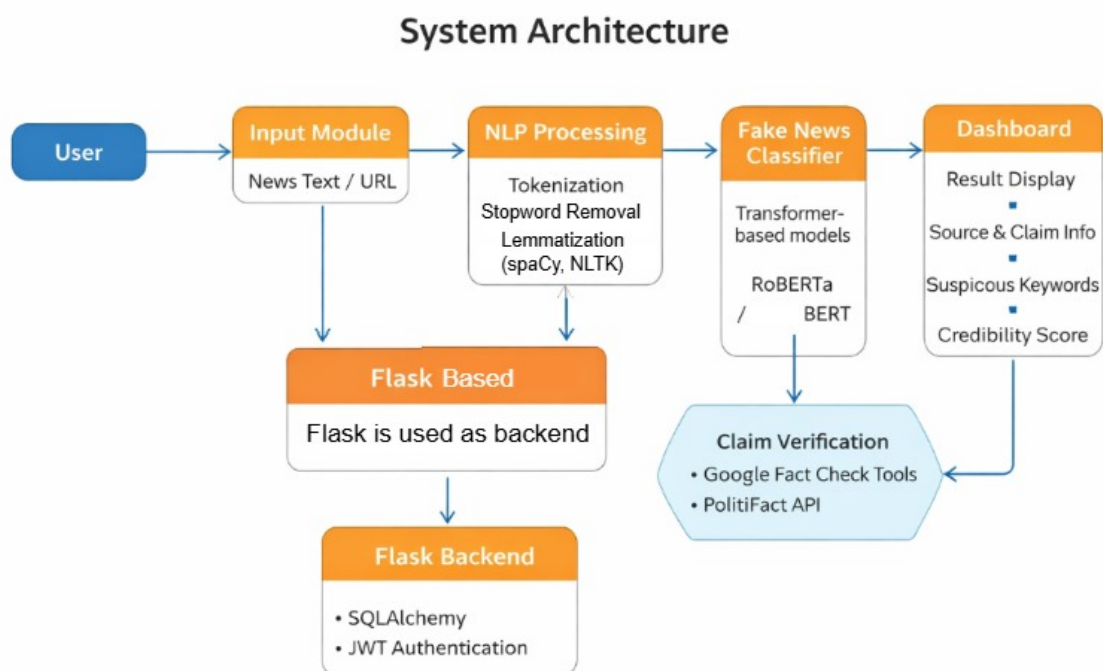 System Architecture
User
Input Module
News Text / URL
NLP Processing
Tokenization
Stopword Removal
Lemmatization
(spaCy, NLTK)
Fake News
Classifier
Transformer-
based models
RoBERTa
/ BERT
Dashboard
Result Display
Source & Claim Info
Suspicous Keywords
Credibility Score
Flask Based
Flask is used as backend
Claim Verification
• Google Fact Check Tools
• PolitiFact API
Flask Backend
• SQLAlchemy
• JWT Authentication